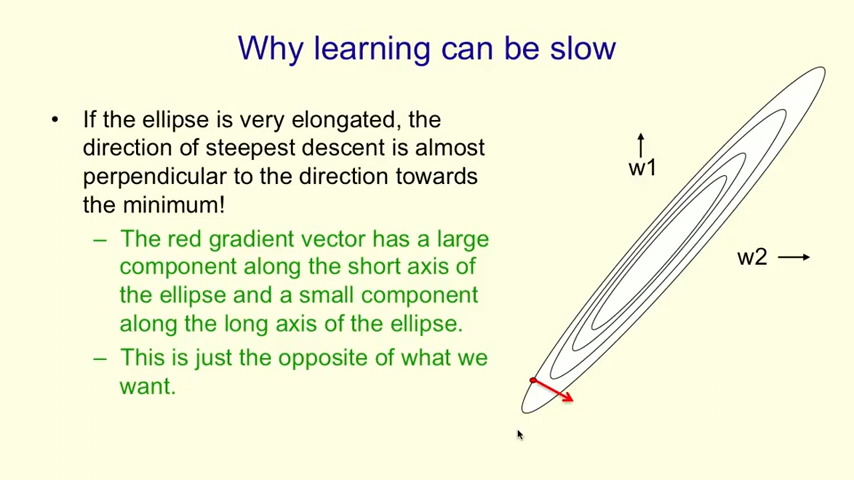 Why learning can be slow
• If the ellipse is very elongated, the
direction of steepest descent is almost
perpendicular to the direction towards
the minimum!
– The red gradient vector has a large
component along the short axis of
the ellipse and a small component
along the long axis of the ellipse.
– This is just the opposite of what we
want.
w1
w2